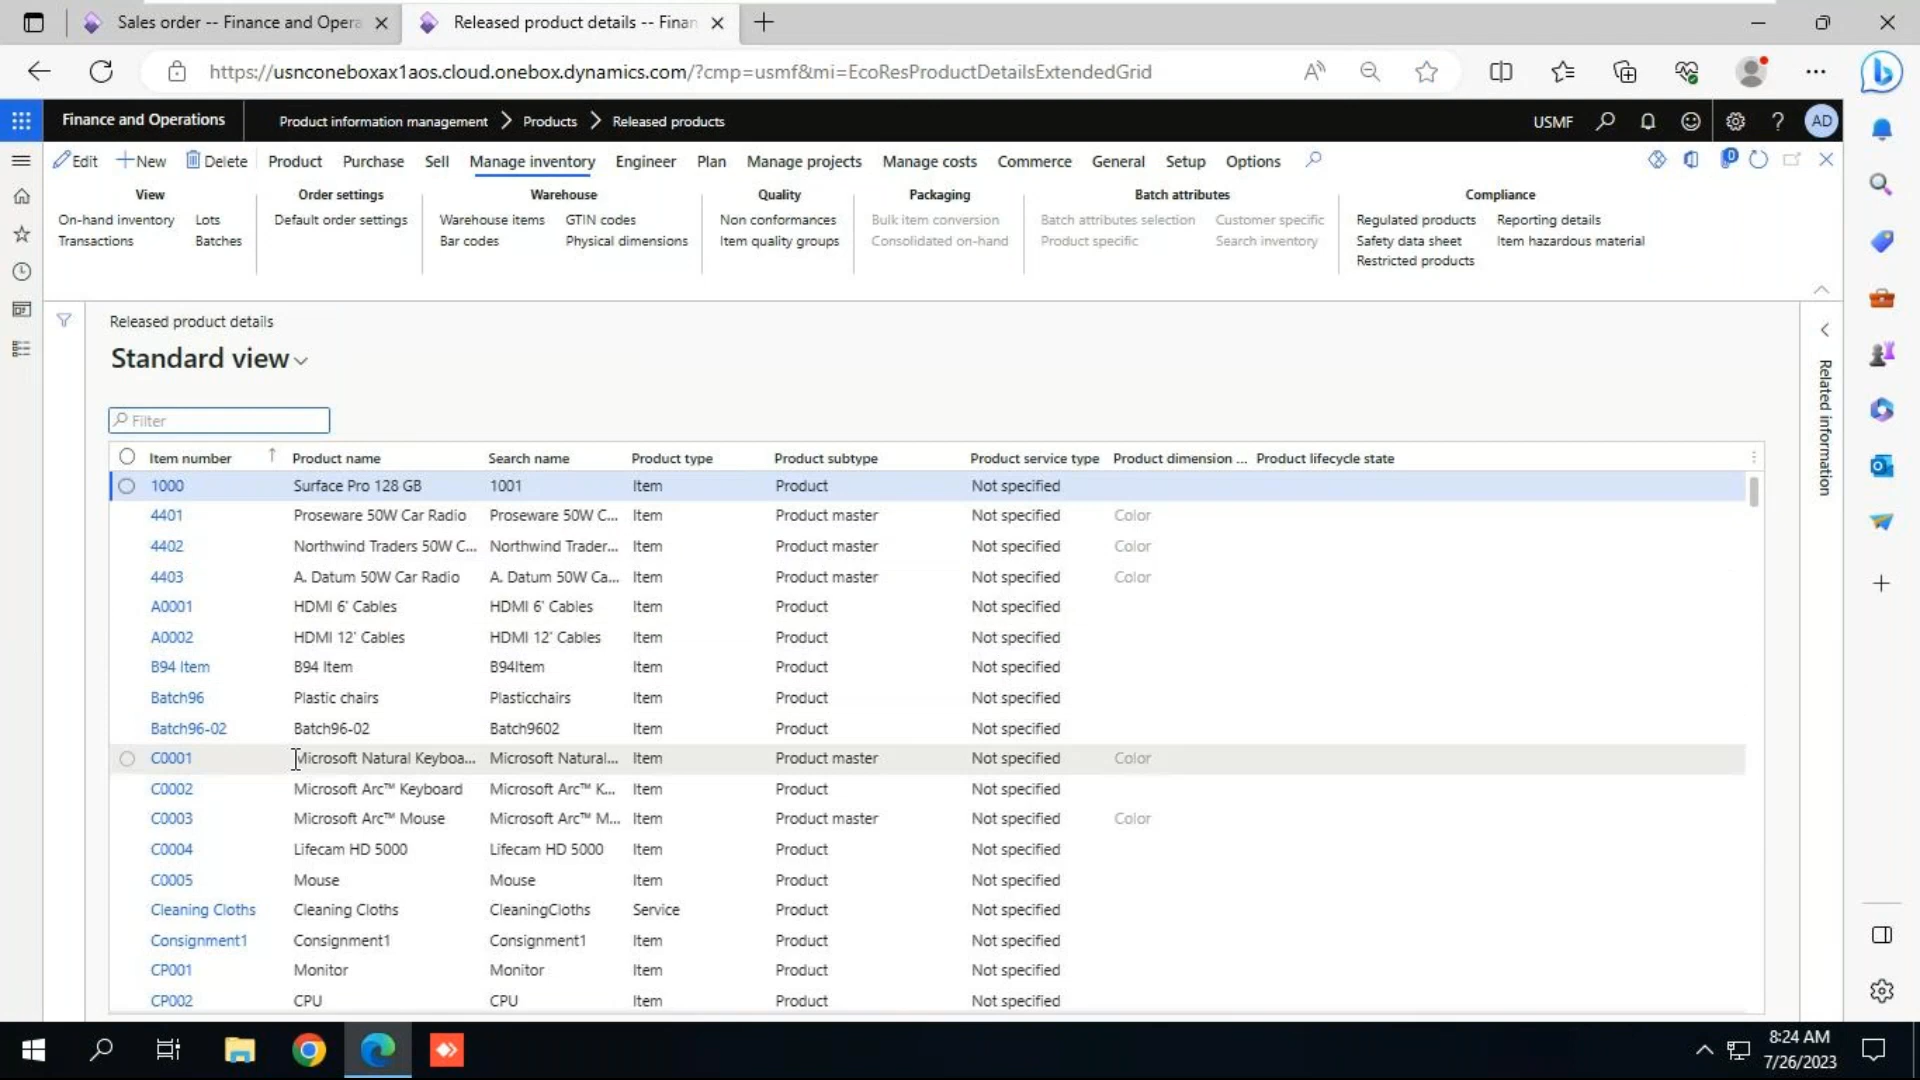 Sales order -- Finance and Opera
Released product details -- Finan
https://usnconeboxax1aos.cloud.onebox.dynamics.com/?cmp=usmf&mi=EcoResProductDetailsExtendedGrid
Finance and Operations
Product information management > Products > Released products
USMF
?
AD
Edit
New
Delete
Product
Purchase
Sell
Manage inventory
Engineer
Plan
Manage projects
Manage costs
Commerce
General
Setup
Options
0
View
Order settings
Warehouse
Quality
Packaging
Batch attributes
Compliance
On-hand inventory
Lots
Default order settings
Warehouse items
GTIN codes
Non conformances
Bulk item conversion
Batch attributes selection
Customer specific
Regulated products
Reporting details
Transactions
Batches
Bar codes
Physical dimensions
Item quality groups
Consolidated on-hand
Product specific
Search inventory
Safety data sheet
Item hazardous material
Restricted products
Released product details
Standard view
Filter
Related information
Item number Product name Search name Product type Product subtype Product service type Product dimension ... Product lifecycle state
1000 Surface Pro 128 GB 1001 Item Product Not specified
4401 Proseware 50W Car Radio Proseware 50W C... Item Product master Not specified Color
4402 Northwind Traders 50W C... Northwind Trader... Item Product master Not specified Color
4403 A. Datum 50W Car Radio A. Datum 50W Ca... Item Product master Not specified Color
A0001 HDMI 6' Cables HDMI 6' Cables Item Product Not specified
A0002 HDMI 12' Cables HDMI 12' Cables Item Product Not specified
B94 Item B94 Item B94Item Item Product Not specified
Batch96 Plastic chairs Plasticchairs Item Product Not specified
Batch96-02 Batch96-02 Batch9602 Item Product Not specified
C0001 Microsoft Natural Keyboa... Microsoft Natural... Item Product master Not specified Color
C0002 Microsoft Arc™ Keyboard Microsoft Arc™ K... Item Product Not specified
C0003 Microsoft Arc™ Mouse Microsoft Arc™ M... Item Product master Not specified Color
C0004 Lifecam HD 5000 Lifecam HD 5000 Item Product Not specified
C0005 Mouse Mouse Item Product Not specified
Cleaning Cloths Cleaning Cloths CleaningCloths Service Product Not specified
Consignment1 Consignment1 Consignment1 Item Product Not specified
CP001 Monitor Monitor Item Product Not specified
CP002 CPU CPU Item Product Not specified
8:24 AM
7/26/2023